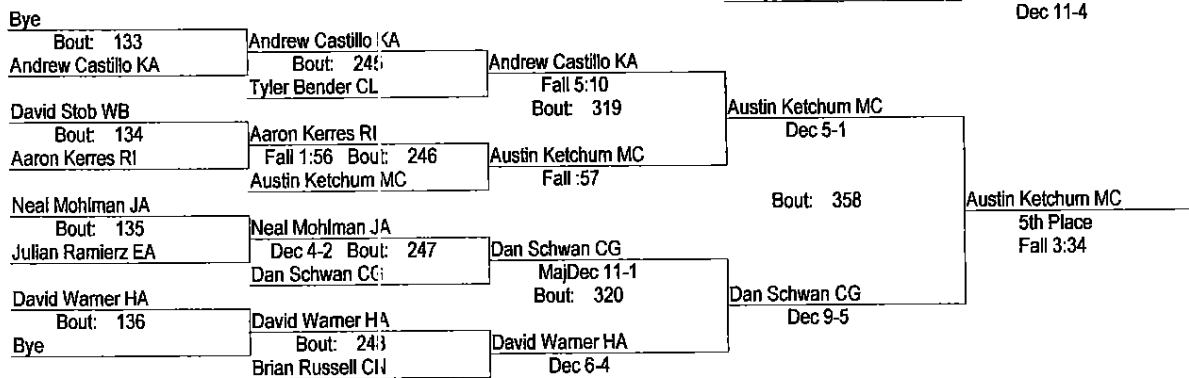 Dec 11-4
Bye
Bout: 133
Andrew Castillo KA
David Stob WB
Bout: 134
Aaron Kerres RI
Neal Mohlman JA
Bout: 135
Julian Ramierz EA
David Warner HA
Bout: 136
Bye
Andrew Castillo KA
Bout: 245
Tyler Bender CL
Aaron Kerres RI
Fall 1:56 Bout: 246
Austin Ketchum MC
Neal Mohlman JA
Dec 4-2 Bout: 247
Dan Schwan CG
David Warner HA
Bout: 248
Brian Russell
Andrew Castillo KA
Fall 5:10
Bout: 319
Austin Ketchum MC
Fall :57
Dan Schwan CG
MajDec 11-1
Bout: 320
David Warner HA
Dec 6-4
Austin Ketchum MC
Dec 5-1
Bout: 358
Dan Schwan CG
Dec 9-5
Austin Ketchum MC
5th Place
Fall 3:34